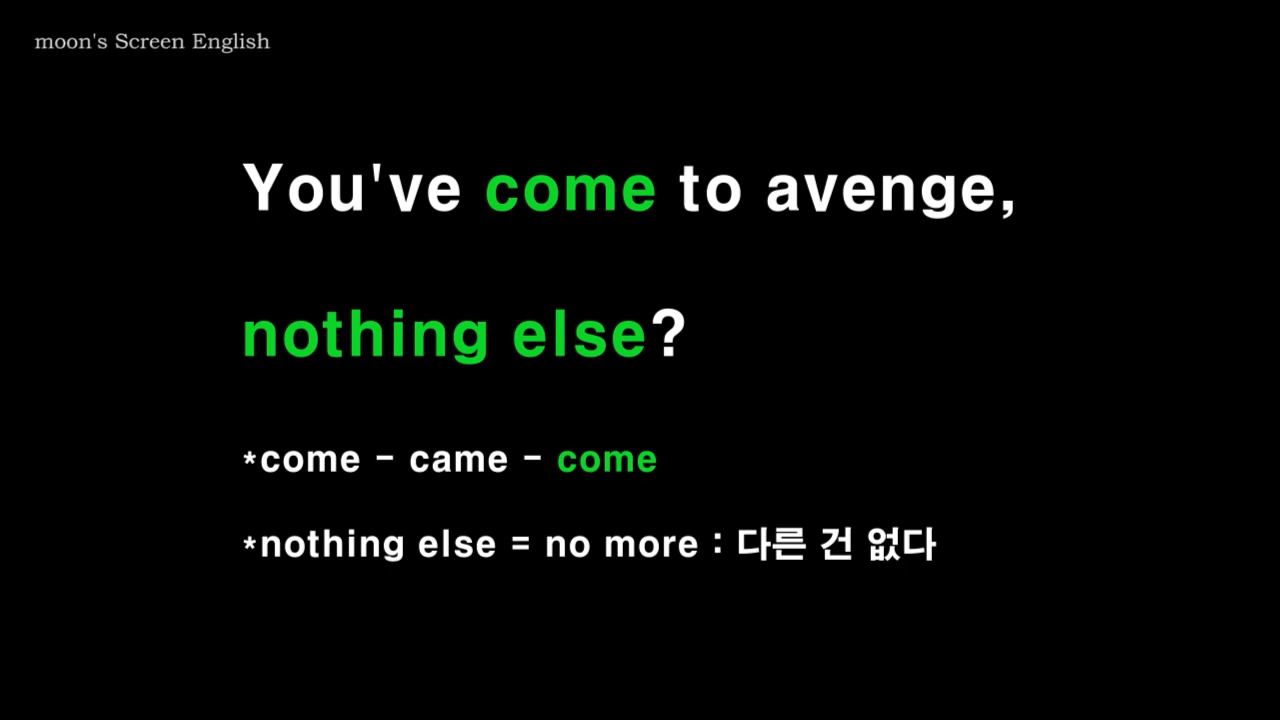 moon's Screen English
You've come to avenge,
nothing else?
*come - came - come
*nothing else = no more : 다른 건 없다